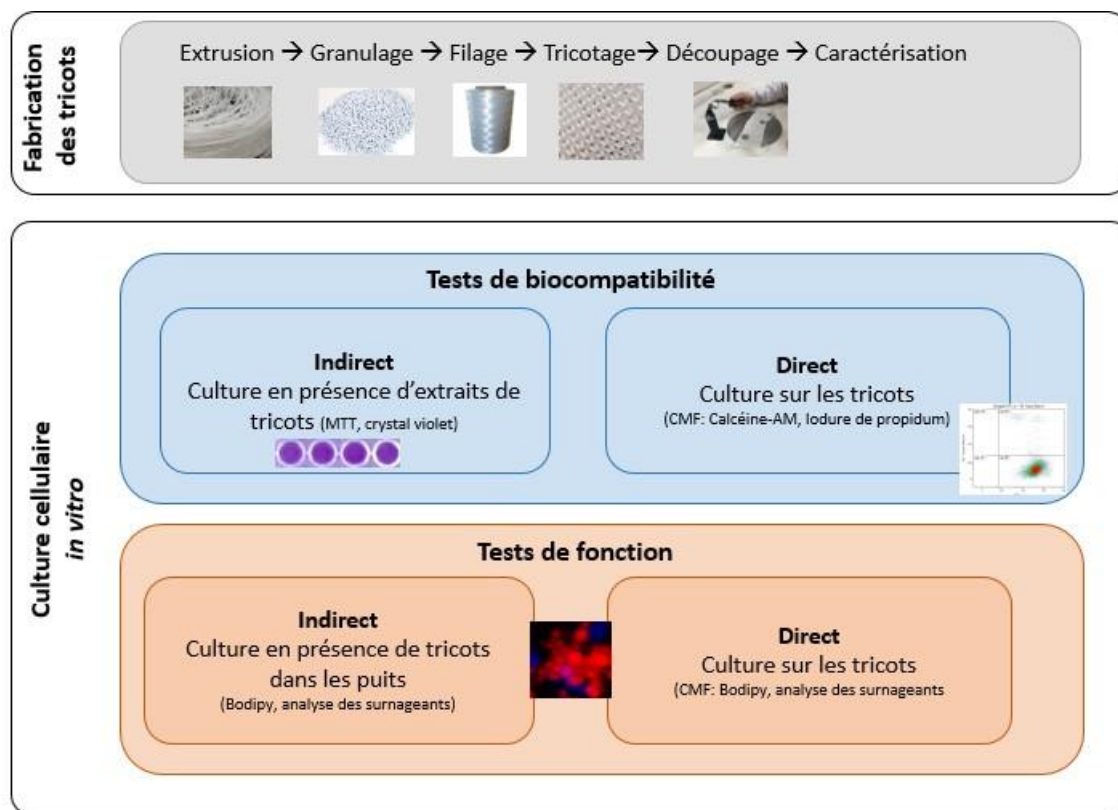 Fabrication
des tricots
Extrusion → Granulage → Filage → Tricotage→ Découpage → Caractérisation
Culture cellulaire
in vitro
Tests de biocompatibilité
Indirect
Culture en présence d'extraits de
tricots (MTT, crystal violet)
Direct
Culture sur les tricots
(CMF: Calcéine-AM, Iodure de propidum)
Tests de fonction
Indirect
Culture en présence de tricots
dans les puits
(Bodipy, analyse des surnageants)
Direct
Culture sur les tricots
(CMF: Bodipy, analyse des surnageants